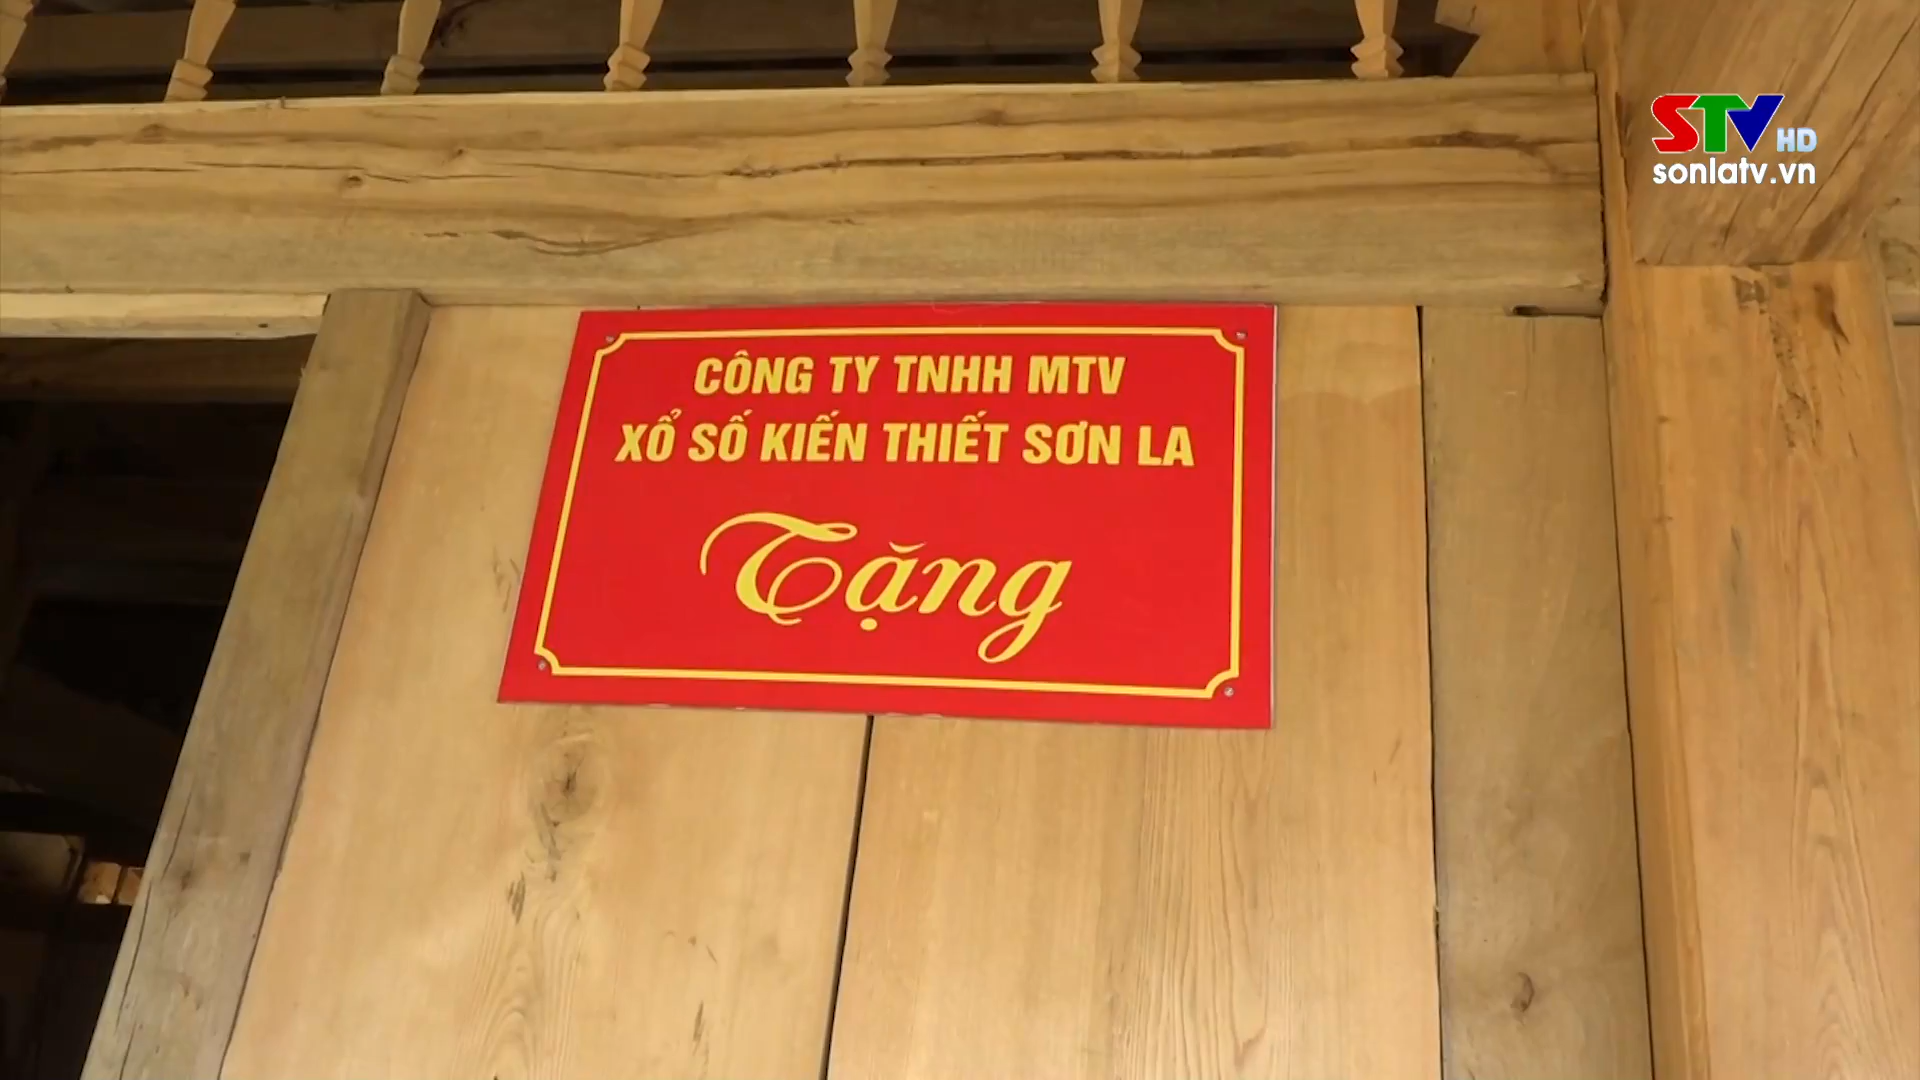 STV HD
sonlatv.vn
CÔNG TY TNHH MTV
XỔ SỐ KIẾN THIẾT SƠN LA
Tặng